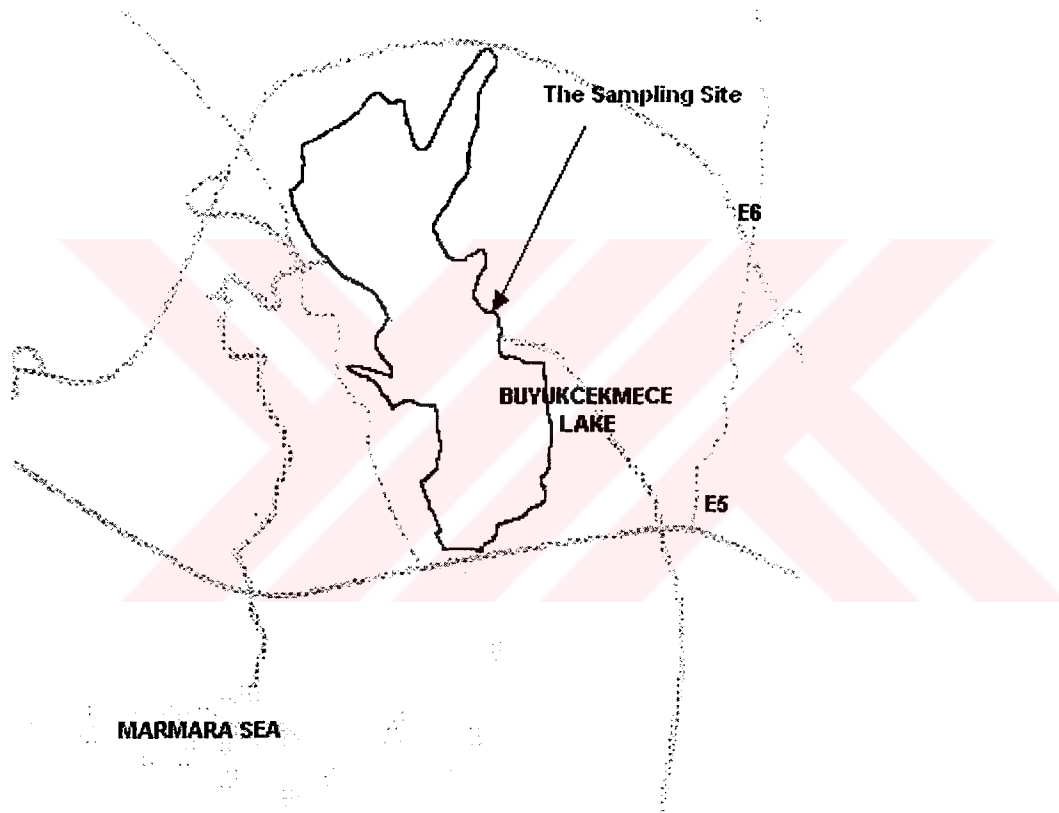 The Sampling Site
E6
BUYUKCEKMECE
LAKE
E5
MARMARA SEA